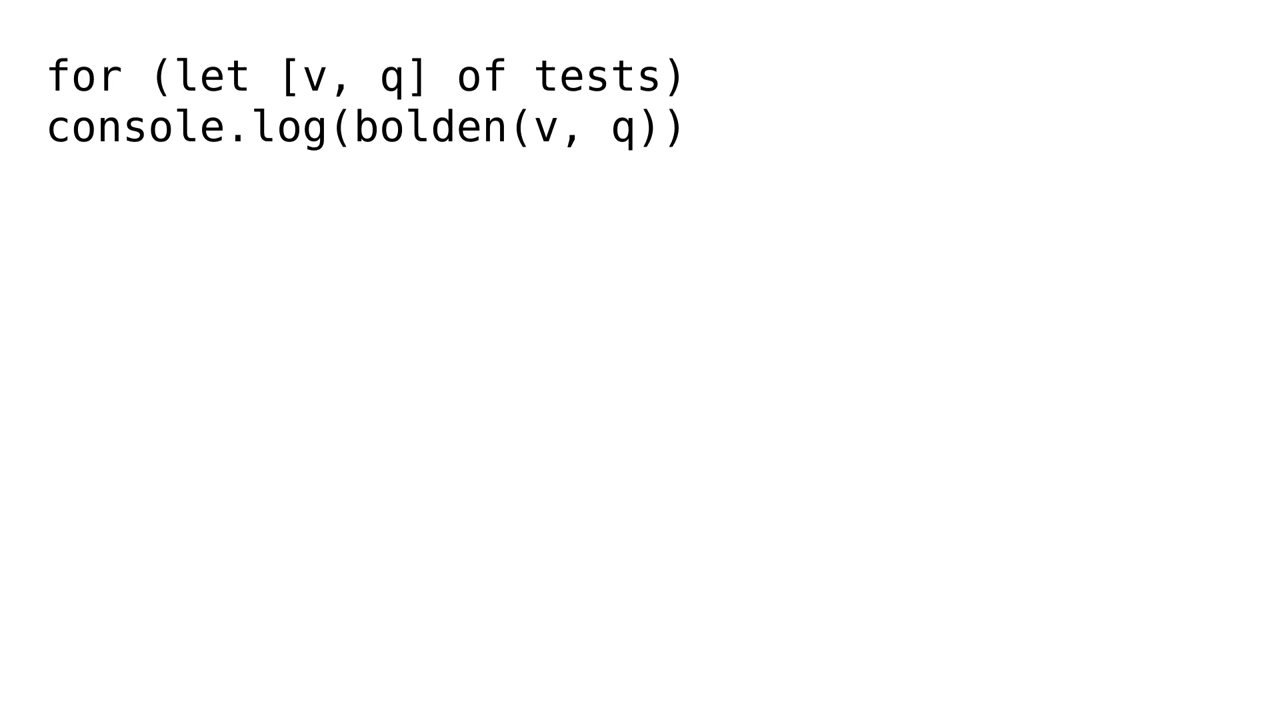 for (let [v, q] of tests)
console.log(bolden(v, q))